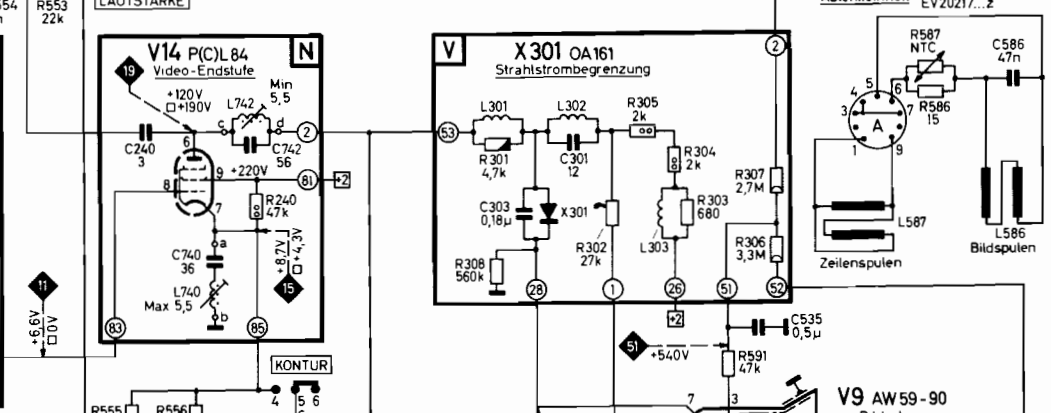 R553
22k
LAUTSTÄRKE
EV 20217...z
V14 P(C)L84
Video-Endstufe
N
19
+120V
□+190V
Min
5,5
L742
c
d
2
C240
3
6
C742
56
9
+220V
81
+2
8
7
R240
47k
a
C740
36
L740
Max 5,5
b
+8,7V
□+4,3V
15
11
+6,6V
□0V
83
85
KONTUR
4
5
6
R555
R556
V
X301 OA161
Strahlstrombegrenzung
2
L301
L302
R305
2k
53
R301
4,7k
C301
12
R304
2k
R307
2,7M
C303
0,18µ
X301
R303
680
R302
27k
L303
R308
560k
R306
3,3M
28
1
26
51
52
+2
C535
0,5µ
51
+540V
R591
47k
7
3
V9 AW59-90
R587
NTC
C586
47n
5
4
6
3
A
7
R586
15
1
9
L587
L586
Bildspulen
Zeilenspulen